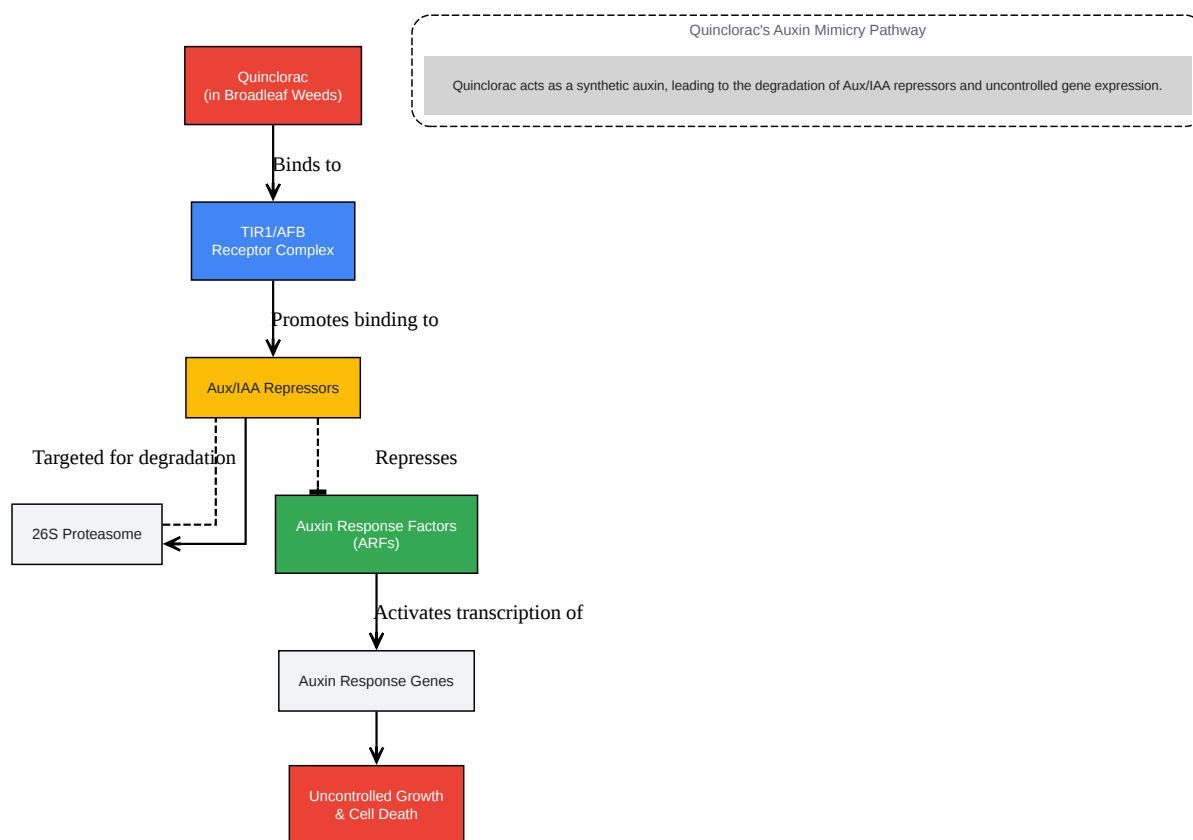 Quinclorac's Auxin Mimicry Pathway
Quinclorac acts as a synthetic auxin, leading to the degradation of Aux/IAA repressors and uncontrolled gene expression.
Quinclorac
(in Broadleaf Weeds)
Binds to
TIR1/AFB
Receptor Complex
Promotes binding to
Aux/IAA Repressors
Targeted for degradation
Represses
26S Proteasome
Auxin Response Factors
(ARFs)
Activates transcription of
Auxin Response Genes
Uncontrolled Growth
& Cell Death